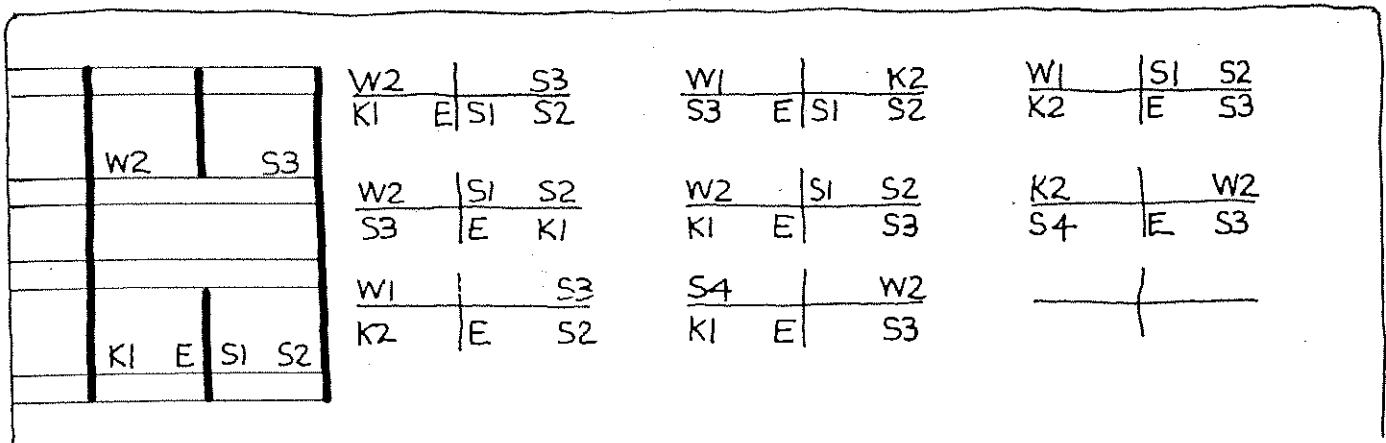 W2 S3 W1 K2 W1 S1 S2
K1 E S1 S2 S3 E S1 S2 K2 E S3
W2 S3
W2 S1 S2 W2 S1 S2 K2 W2
S3 E K1 K1 E S3 S4 E S3
W1 S3 S4 W2
K2 E S2 K1 E S3
K1 E S1 S2